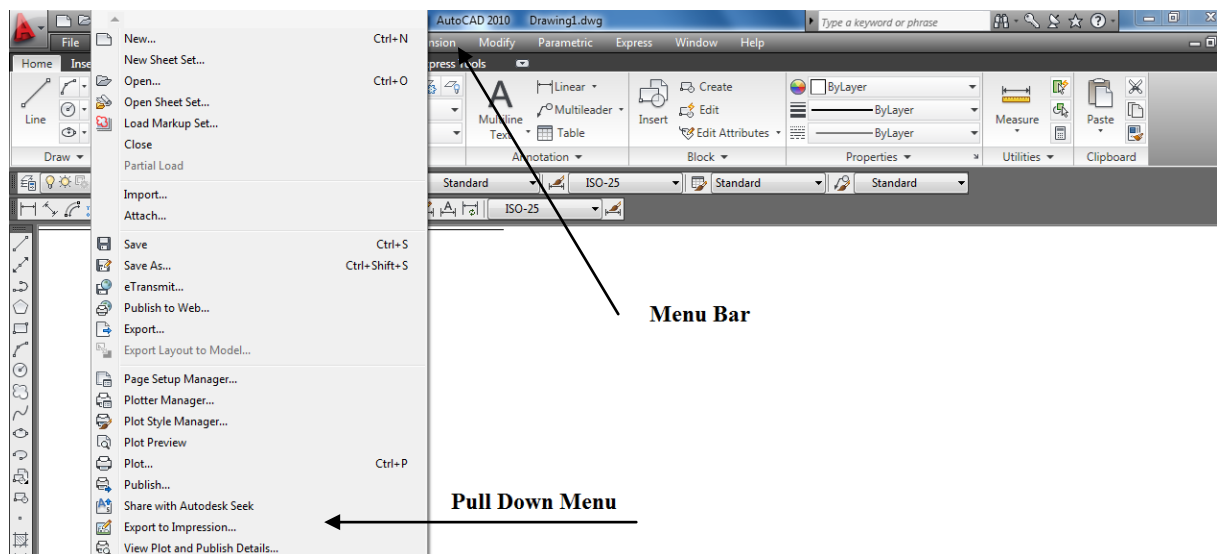 AutoCAD 2010 Drawing1.dwg Type a keyword or phrase
File nsion Modify Parametric Express Window Help
Home Inse xpress Tools
New... Ctrl+N
New Sheet Set...
Open... Ctrl+O
Open Sheet Set...
Load Markup Set...
Close
Partial Load
Import...
Attach...
Save Ctrl+S
Save As... Ctrl+Shift+S
eTransmit...
Publish to Web...
Export...
Export Layout to Model...
Page Setup Manager...
Plotter Manager...
Plot Style Manager...
Plot Preview
Plot... Ctrl+P
Publish...
Share with Autodesk Seek
Export to Impression...
View Plot and Publish Details...
Line
Draw
A
Multiline
Text
Linear
Multileader
Table
Annotation
Insert
Create
Edit
Edit Attributes
Block
ByLayer
ByLayer
ByLayer
Properties
Measure
Utilities
Paste
Clipboard
Standard ISO-25 Standard Standard
ISO-25
Menu Bar
Pull Down Menu